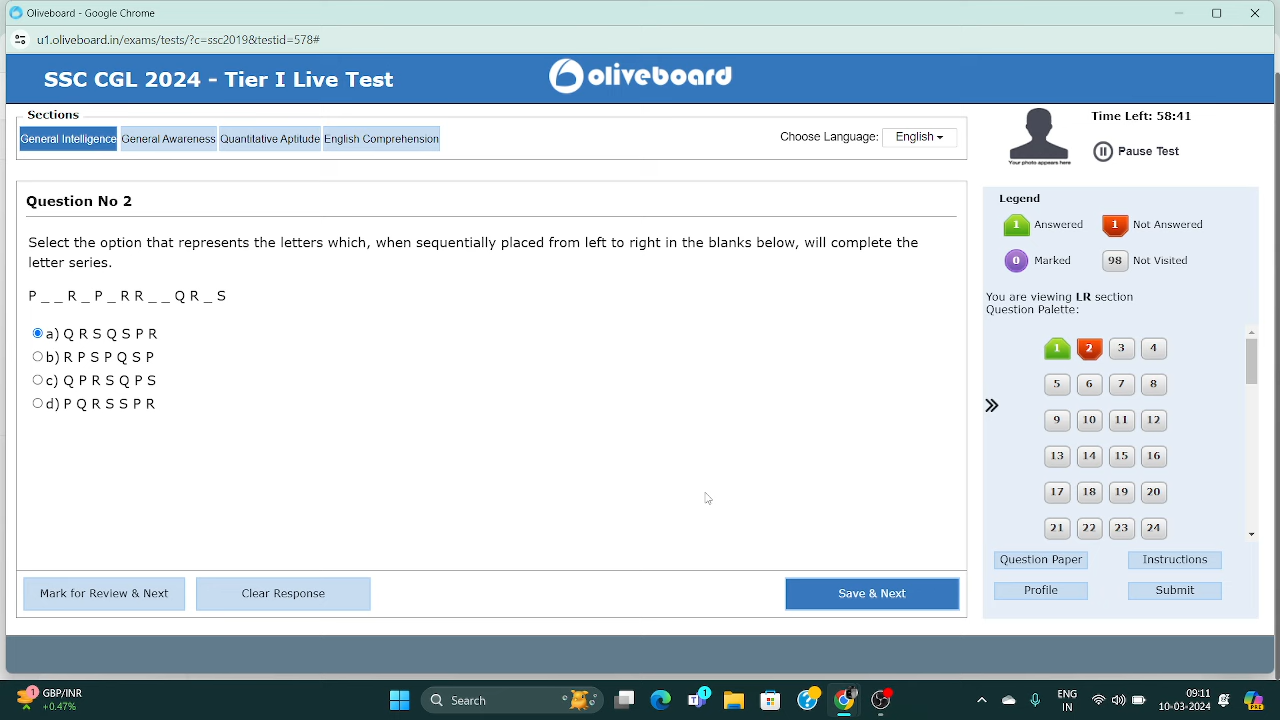 Oliveboard - Google Chrome
u1.oliveboard.in/exams/tests/?c=ssc2019&testid=578#
SSC CGL 2024 - Tier I Live Test
oliveboard
Sections
General Intelligence General Awareness Quantitative Aptitude English Comprehension
Choose Language: English
Your photo appears here
Time Left: 58:41
Pause Test
Question No 2
Select the option that represents the letters which, when sequentially placed from left to right in the blanks below, will complete the
letter series.
P _ _ R _ P _ R R _ _ Q R _ S
a) Q R S Q S P R
b) R P S P Q S P
c) Q P R S Q P S
d) P Q R S S P R
Mark for Review & Next
Clear Response
Save & Next
Legend
1 Answered 1 Not Answered
0 Marked 98 Not Visited
You are viewing LR section
Question Palette:
1 2 3 4
5 6 7 8
9 10 11 12
13 14 15 16
17 18 19 20
21 22 23 24
Question Paper Instructions
Profile Submit
1 GBP/INR
+0.47%
Search
1
ENG
IN
09:11
10-03-2024